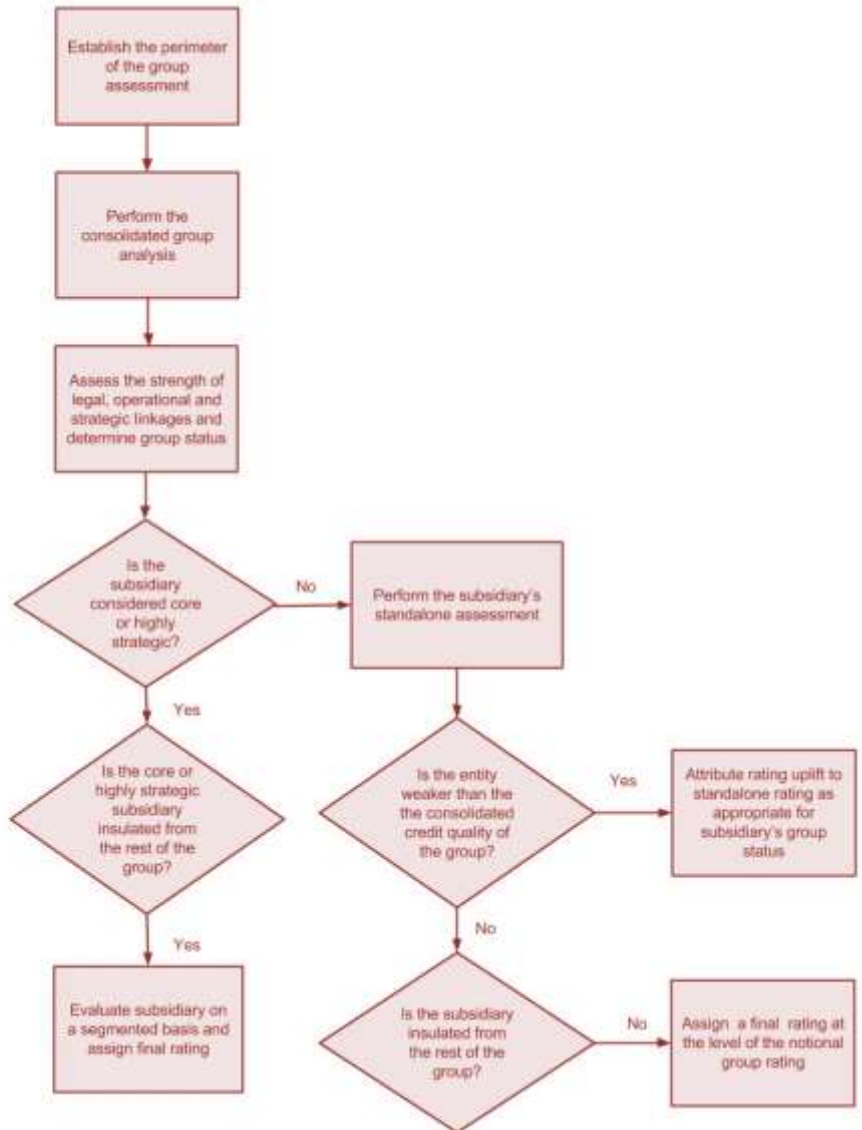 Establish the perimeter
of the group
assessment
Perform the
consolidated group
analysis
Assess the strength of
legal, operational and
strategic linkages and
determine group status
Is the
subsidiary
considered core
or highly
strategic?
No
Perform the subsidiary's
standalone assessment
Yes
Is the core or
highly strategic
subsidiary
insulated from
the rest of the
group?
Is the entity
weaker than the
the consolidated
credit quality of
the group?
Yes
Attribute rating uplift to
standalone rating as
appropriate for
subsidiary's group
status
Yes
No
Evaluate subsidiary on
a segmented basis and
assign final rating
Is the subsidiary
insulated from
the rest of the
group?
No
Assign a final rating at
the level of the notional
group rating